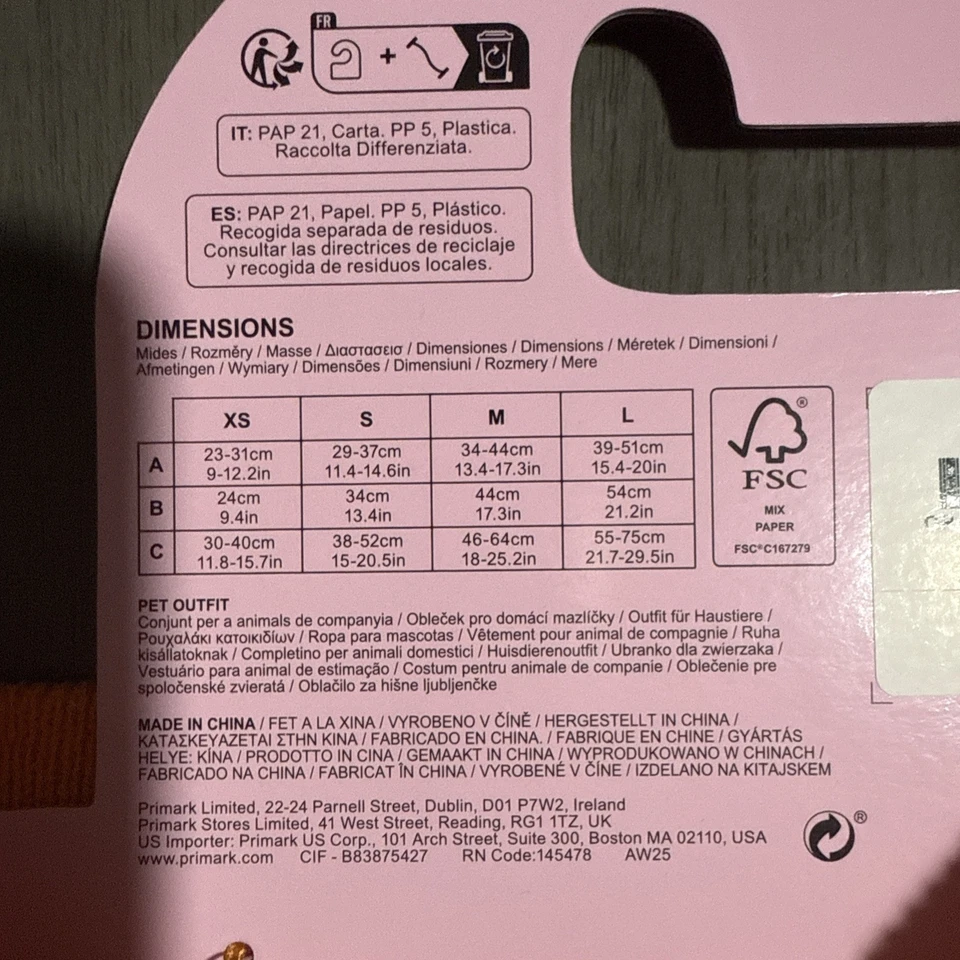 FR
+
IT: PAP 21, Carta. PP 5, Plastica.
Raccolta Differenziata.
ES: PAP 21, Papel. PP 5, Plástico.
Recogida separada de residuos.
Consultar las directrices de reciclaje
y recogida de residuos locales.
DIMENSIONS
Mides / Rozměry / Masse / Διαστασεισ / Dimensiones / Dimensions / Méretek / Dimensioni /
Afmetingen / Wymiary / Dimensões / Dimensiuni / Rozmery / Mere
XS S M L
A 23-31cm 29-37cm 34-44cm 39-51cm
9-12.2in 11.4-14.6in 13.4-17.3in 15.4-20in
B 24cm 34cm 44cm 54cm
9.4in 13.4in 17.3in 21.2in
C 30-40cm 38-52cm 46-64cm 55-75cm
11.8-15.7in 15-20.5in 18-25.2in 21.7-29.5in
®
FSC
MIX
PAPER
FSC® C167279
PET OUTFIT
Conjunt per a animals de companyia / Obleček pro domácí mazlíčky / Outfit für Haustiere /
Ρουχαλάκι κατοικιδίων / Ropa para mascotas / Vêtement pour animal de compagnie / Ruha
kisállatoknak / Completino per animali domestici / Huisdierenoutfit / Ubranko dla zwierzaka /
Vestuário para animal de estimação / Costum pentru animale de companie / Oblečenie pre
spoločenské zvieratá / Oblačilo za hišne ljubljenčke
MADE IN CHINA / FET A LA XINA / VYROBENO V ČÍNĚ / HERGESTELLT IN CHINA /
ΚΑΤΑΣΚΕΥΑΖΕΤΑΙ ΣΤΗΝ ΚΙΝΑ / FABRICADO EN CHINA. / FABRIQUE EN CHINE / GYÁRTÁS
HELYE: KÍNA / PRODOTTO IN CINA / GEMAAKT IN CHINA / WYPRODUKOWANO W CHINACH /
FABRICADO NA CHINA / FABRICAT ÎN CHINA / VYROBENÉ V ČÍNE / IZDELANO NA KITAJSKEM
Primark Limited, 22-24 Parnell Street, Dublin, D01 P7W2, Ireland
Primark Stores Limited, 41 West Street, Reading, RG1 1TZ, UK
US Importer: Primark US Corp., 101 Arch Street, Suite 300, Boston MA 02110, USA
www.primark.com CIF - B83875427 RN Code:145478 AW25
®